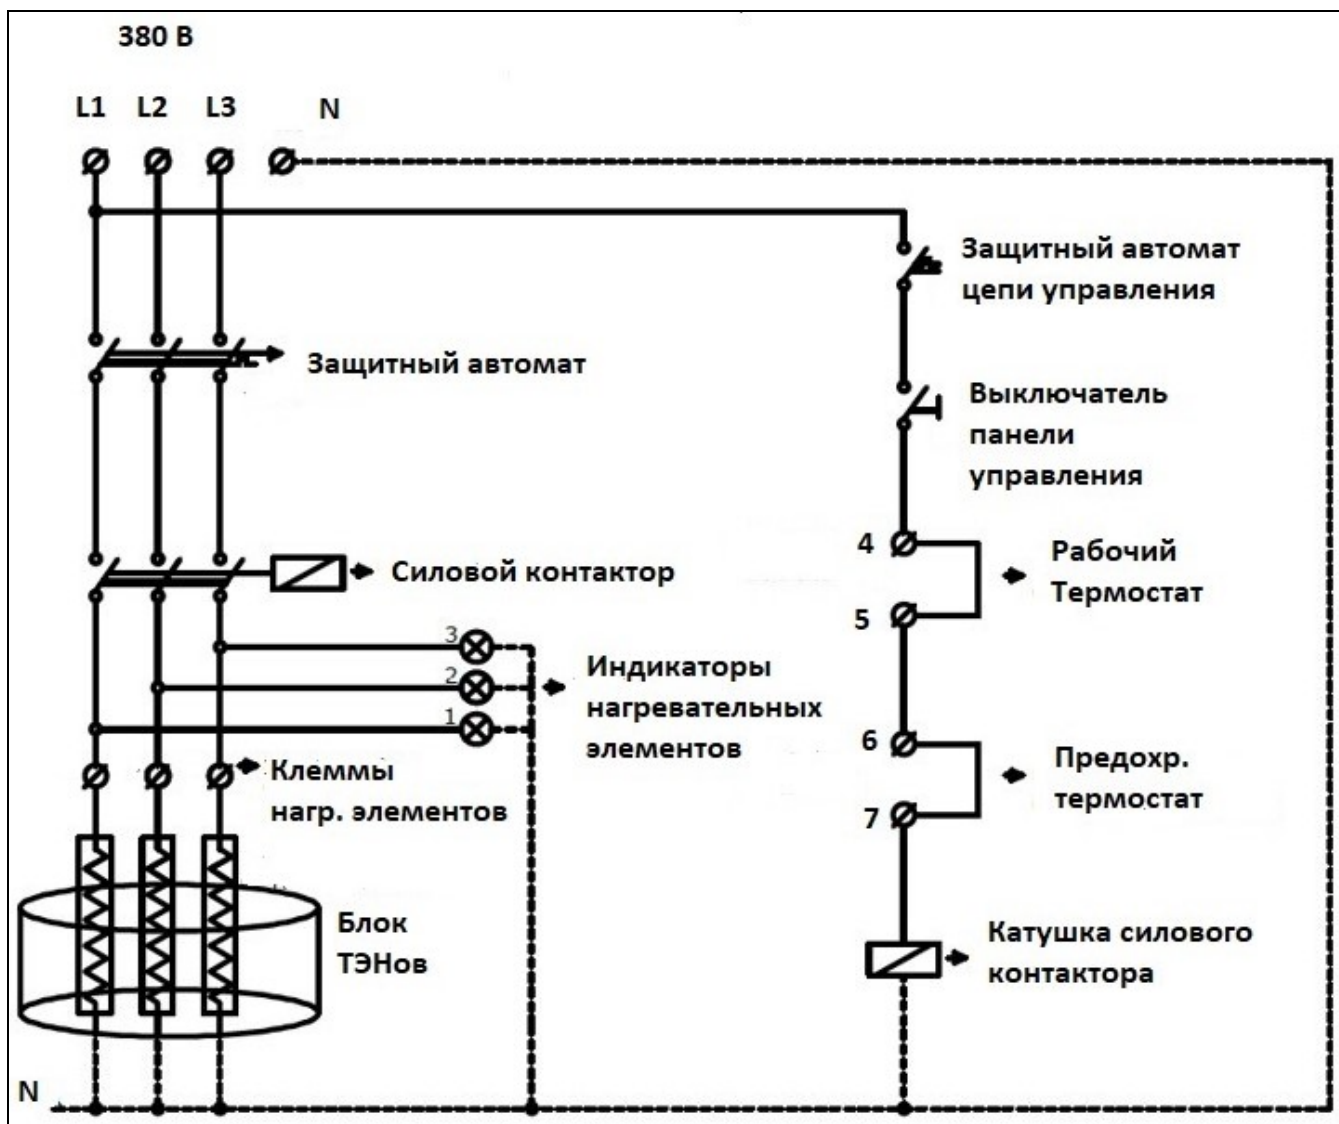 380 В
L1 L2 L3 N
Защитный автомат
цепи управления
Защитный автомат
Выключатель
панели
управления
4
Рабочий
Термостат
5
Силовой контактор
3
2
1
Индикаторы
нагревательных
элементов
6
Предохр.
термостат
7
Клеммы
нагр. элементов
Блок
ТЭНов
Катушка силового
контактора
N